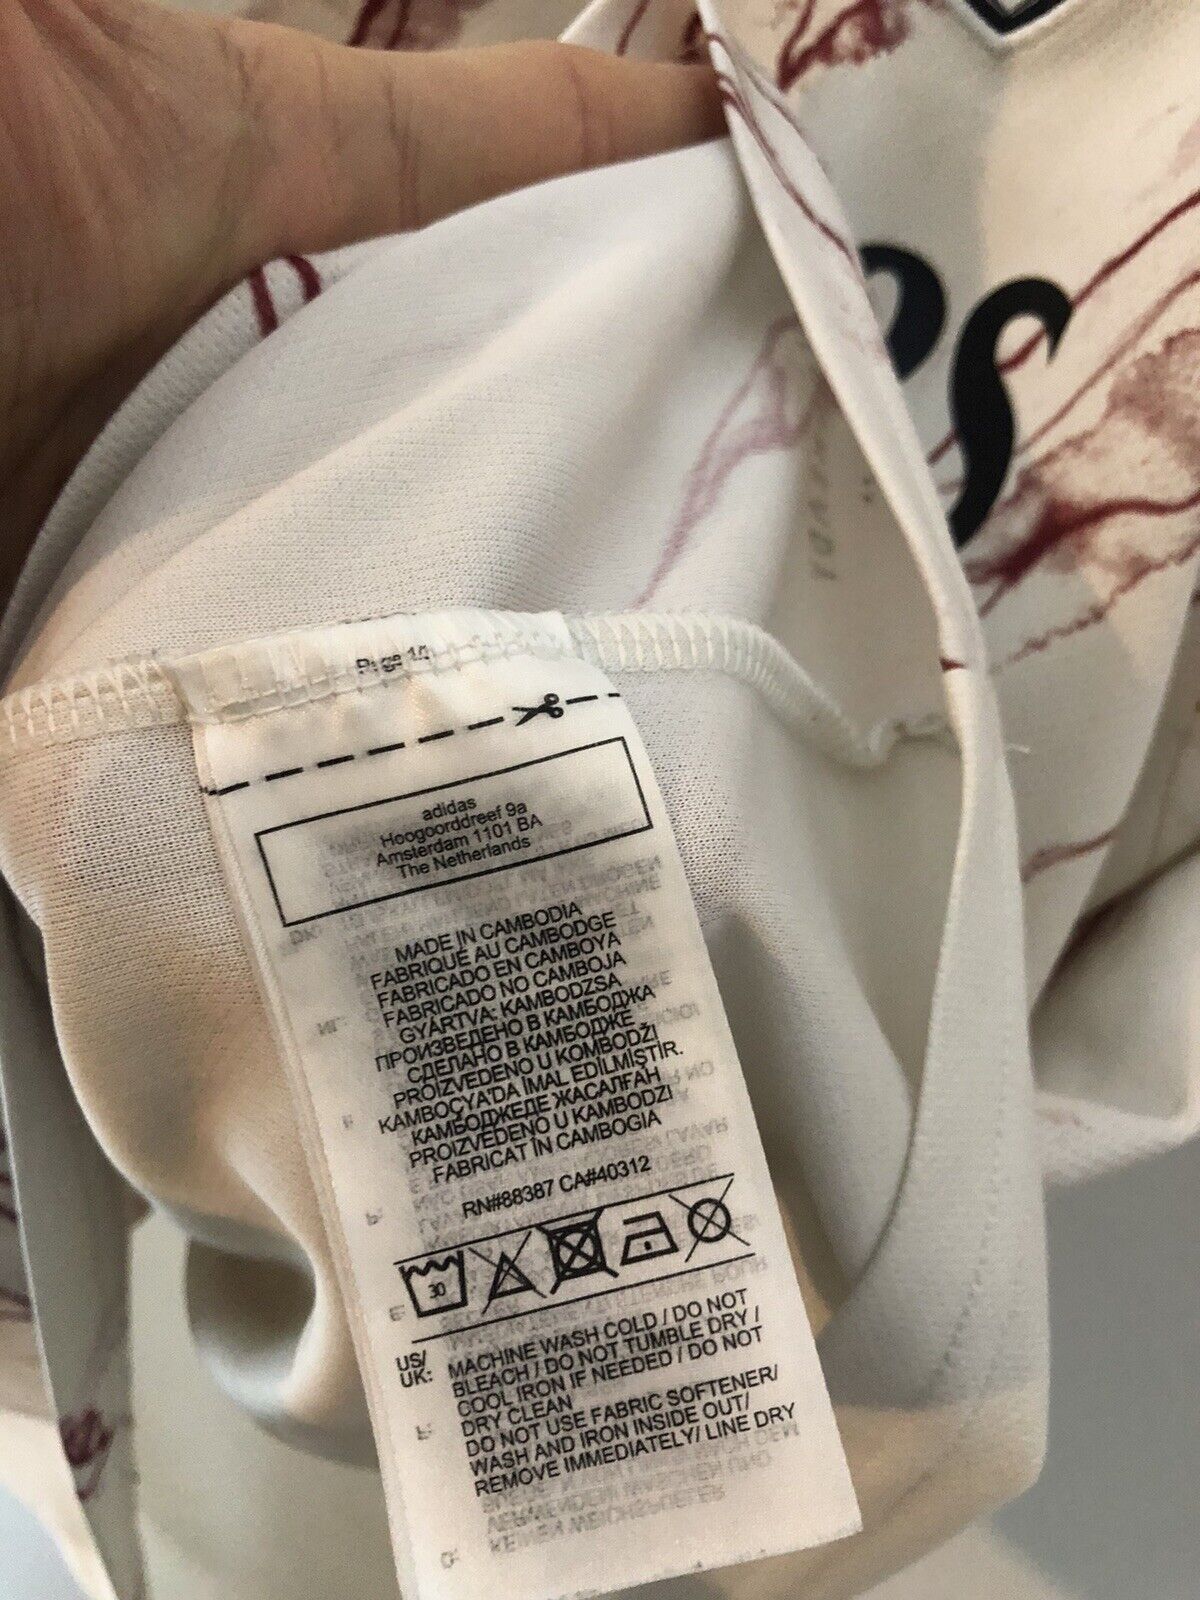 Page 1/
adidas
Hoogoorddreef 9a
Amsterdam 1101 BA
The Netherlands
MADE IN CAMBODIA
FABRIQUÉ AU CAMBODGE
FABRICADO EN CAMBOYA
FABRICADO NO CAMBOJA
GYÁRTVA: KAMBODZSA
ПРОИЗВЕДЕНО В КАМБОДЖА
СДЕЛАНО В КАМБОДЖЕ
PROIZVEDENO U KOMBODŽI
KAMBOÇYA'DA İMAL EDİLMİŞTİR.
КАМБОДЖЕДЕ ЖАСАЛҒАН
PROIZVEDENO U KAMBODZI
FABRICAT ÎN CAMBOGIA
RN#88387 CA#40312
30
US/
UK:
MACHINE WASH COLD / DO NOT
BLEACH / DO NOT TUMBLE DRY /
COOL IRON IF NEEDED / DO NOT
DRY CLEAN
DO NOT USE FABRIC SOFTENER/
WASH AND IRON INSIDE OUT/
REMOVE IMMEDIATELY/ LINE DRY